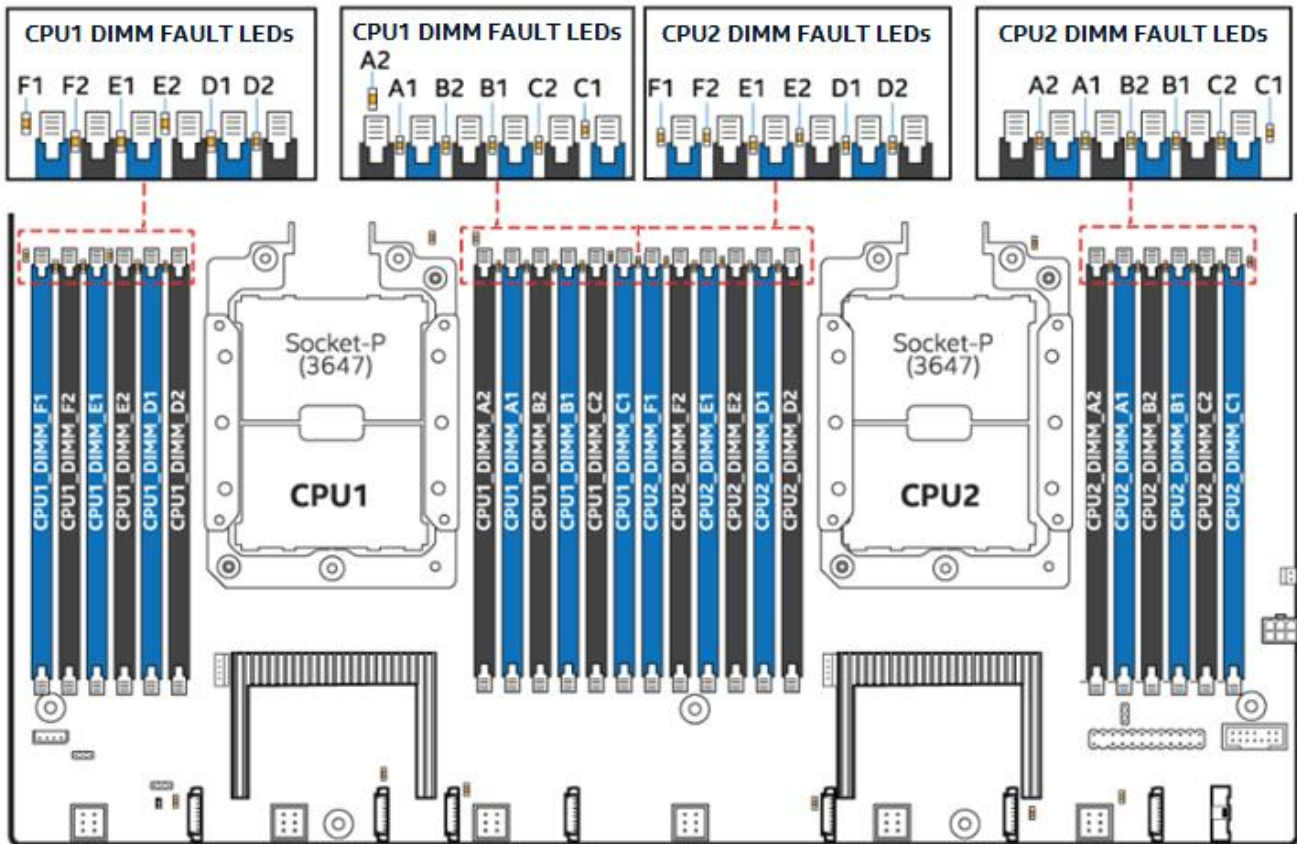 CPU1 DIMM FAULT LEDs
F1 F2 E1 E2 D1 D2
CPU1 DIMM FAULT LEDs
A2
A1 B2 B1 C2 C1
CPU2 DIMM FAULT LEDs
F1 F2 E1 E2 D1 D2
CPU2 DIMM FAULT LEDs
A2 A1 B2 B1 C2 C1
CPU1_DIMM_F1
CPU1_DIMM_F2
CPU1_DIMM_E1
CPU1_DIMM_E2
CPU1_DIMM_D1
CPU1_DIMM_D2
Socket-P
(3647)
CPU1
CPU1_DIMM_A2
CPU1_DIMM_A1
CPU1_DIMM_B2
CPU1_DIMM_B1
CPU1_DIMM_C2
CPU1_DIMM_C1
CPU2_DIMM_F1
CPU2_DIMM_F2
CPU2_DIMM_E1
CPU2_DIMM_E2
CPU2_DIMM_D1
CPU2_DIMM_D2
Socket-P
(3647)
CPU2
CPU2_DIMM_A2
CPU2_DIMM_A1
CPU2_DIMM_B2
CPU2_DIMM_B1
CPU2_DIMM_C2
CPU2_DIMM_C1